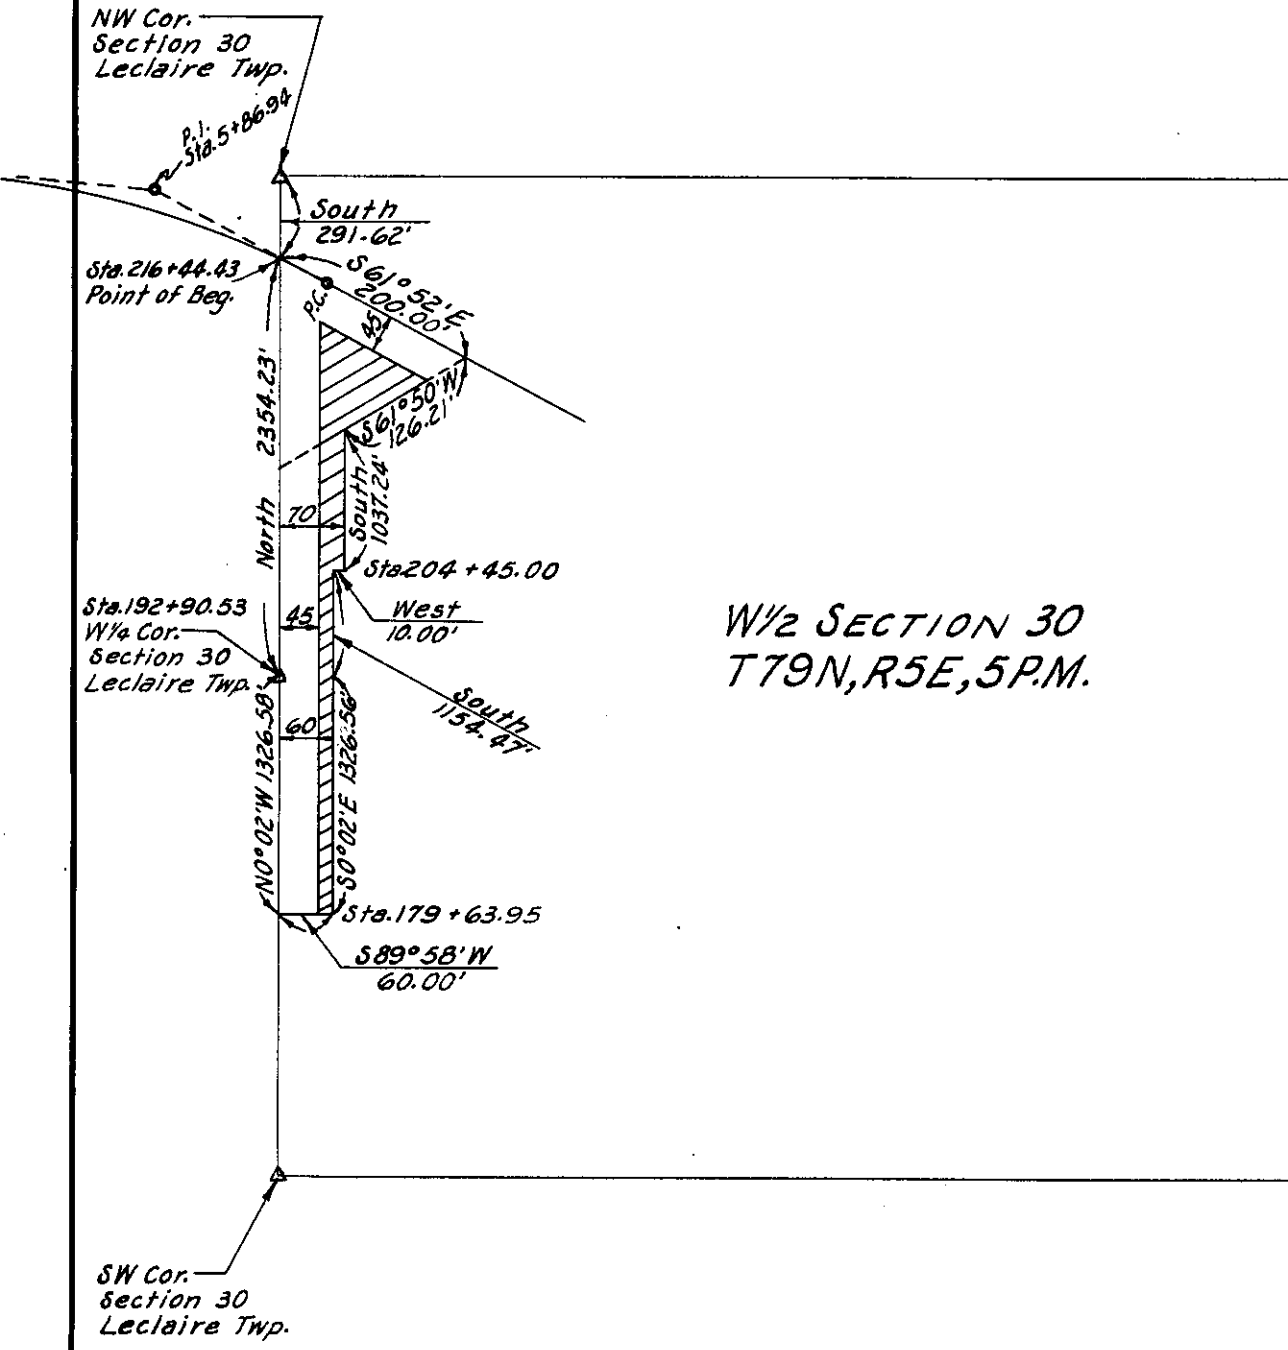 NW Cor.
Section 30
Leclaire Twp.
P.I.
Sta. 5+86.94
South
291.62'
Sta. 216+44.43
Point of Beg.
S61°52'E
200.00'
P.C.
45
North 2354.23'
S61°50'W
126.21'
South
1037.24'
70
Sta 204 +45.00
Sta. 192+90.53
W¼ Cor.
Section 30
Leclaire Twp.
45
West
10.00'
W½ SECTION 30
T79N, R5E, 5P.M.
South
1154.47'
60
N0°02'W 1326.58'
S0°02'E 1326.56'
Sta. 179 +63.95
S89°58'W
60.00'
SW Cor.
Section 30
Leclaire Twp.